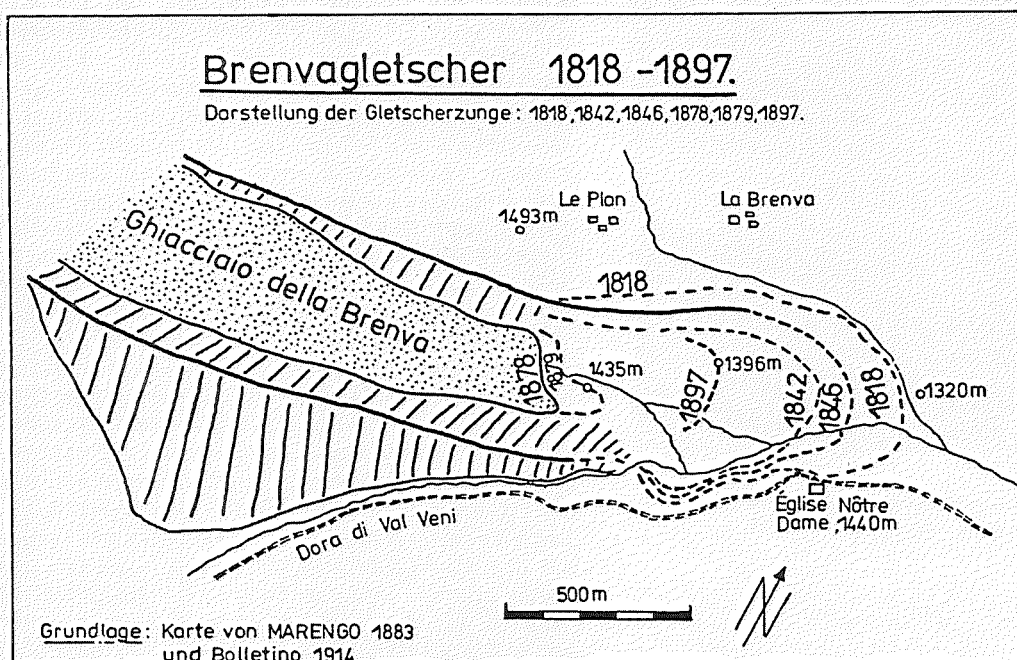 Brenvagletscher 1818 -1897.
Darstellung der Gletscherzunge: 1818,1842,1846,1878,1879,1897.
Le Plan
La Brenva
1493m
1818
Ghiacciaio della Brenva
1878
1879
1435m
1897
1396m
1842
1846
1818
1320m
Église Nôtre
Dame ,1440m
Dora di Val Veni
500m
N
Grundlage: Karte von MARENGO 1883
und Bolletino 1914